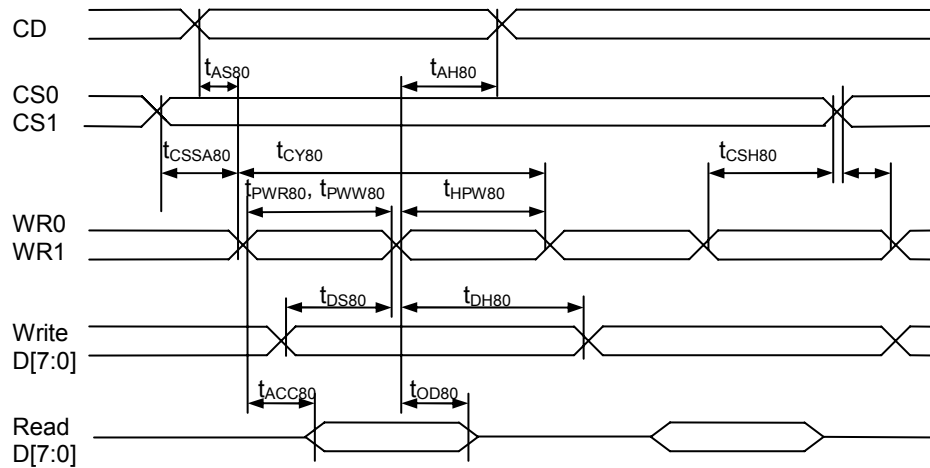 CD
tAS80 tAH80
CS0
CS1
tCSSA80 tCY80 tCSH80
tPWR80, tPWW80 tHPW80
WR0
WR1
tDS80 tDH80
Write
D[7:0]
tACC80 tOD80
Read
D[7:0]